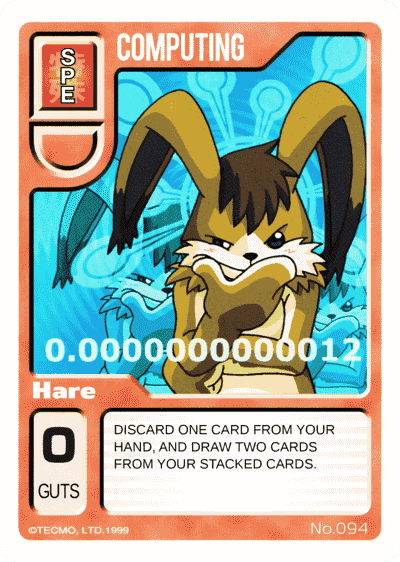 SPE
COMPUTING
0.0000000000012
Hare
0
GUTS
DISCARD ONE CARD FROM YOUR
HAND, AND DRAW TWO CARDS
FROM YOUR STACKED CARDS.
©TECMO, LTD.1999
No.094